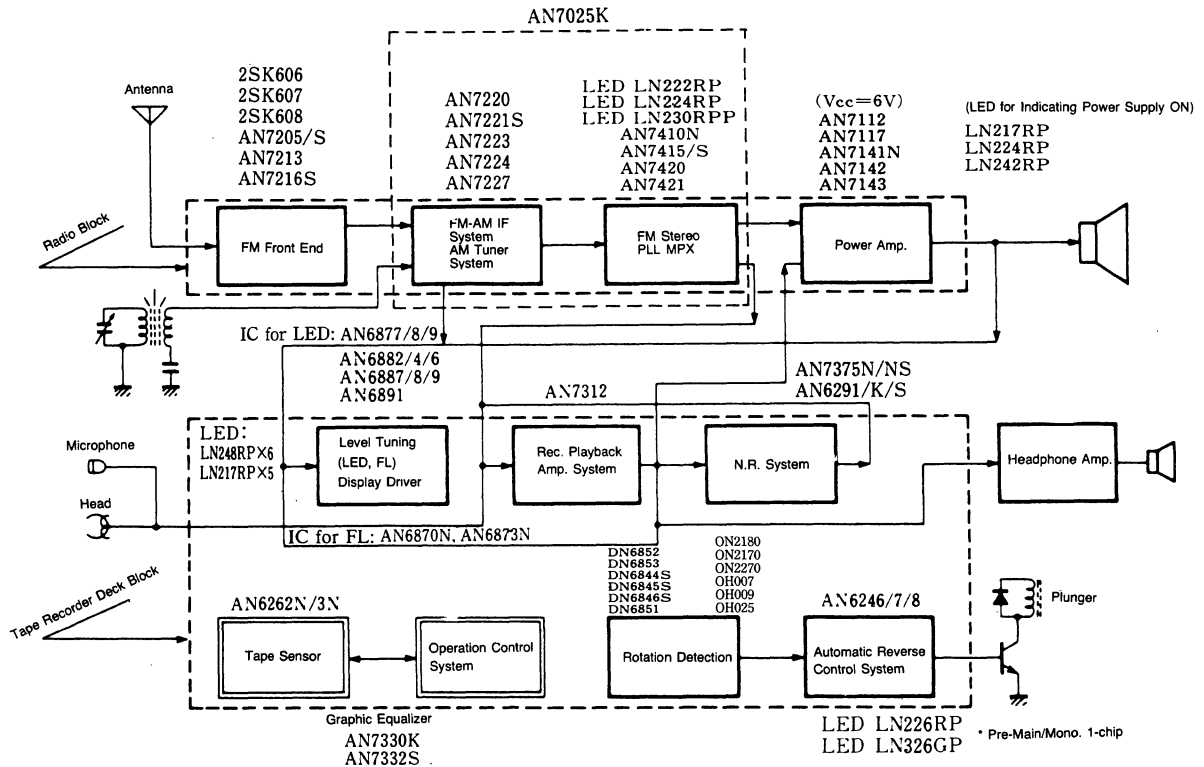 AN7025K
Antenna
2SK606
2SK607
2SK608
AN7205/S
AN7213
AN7216S
AN7220
AN7221S
AN7223
AN7224
AN7227
LED LN222RP
LED LN224RP
LED LN230RPP
AN7410N
AN7415/S
AN7420
AN7421
(Vcc=6V)
AN7112
AN7117
AN7141N
AN7142
AN7143
(LED for Indicating Power Supply ON)
LN217RP
LN224RP
LN242RP
Radio Block
FM Front End
FM-AM IF
System
AM Tuner
System
FM Stereo
PLL MPX
Power Amp.
IC for LED: AN6877/8/9
AN6882/4/6
AN6887/8/9
AN6891
AN7312
AN7375N/NS
AN6291/K/S
LED:
LN248RP×6
LN217RP×5
Microphone
Head
Level Tuning
(LED, FL)
Display Driver
Rec. Playback
Amp. System
N.R. System
Headphone Amp.
IC for FL: AN6870N, AN6873N
DN6852
DN6853
DN6844S
DN6845S
DN6846S
DN6851
ON2180
ON2170
ON2270
OH007
OH009
OH025
Tape Recorder Deck Block
AN6262N/3N
AN6246/7/8
Plunger
Tape Sensor
Operation Control
System
Rotation Detection
Automatic Reverse
Control System
Graphic Equalizer
AN7330K
AN7332S
LED LN226RP
LED LN326GP
* Pre-Main/Mono. 1-chip